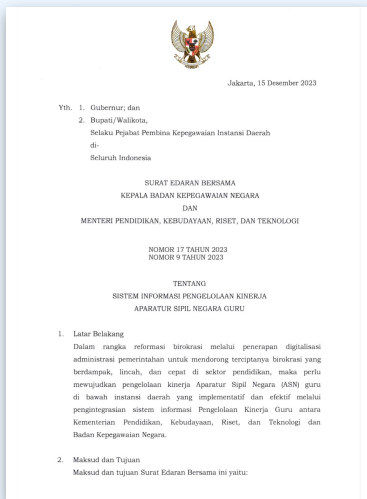 Jakarta, 15 Desember 2023
Yth. 1. Gubernur; dan
2. Bupati/Walikota,
Selaku Pejabat Pembina Kepegawaian Instansi Daerah
di-
Seluruh Indonesia
SURAT EDARAN BERSAMA
KEPALA BADAN KEPEGAWAIAN NEGARA
DAN
MENTERI PENDIDIKAN, KEBUDAYAAN, RISET, DAN TEKNOLOGI
NOMOR 17 TAHUN 2023
NOMOR 9 TAHUN 2023
TENTANG
SISTEM INFORMASI PENGELOLAAN KINERJA
APARATUR SIPIL NEGARA GURU
1. Latar Belakang
Dalam rangka reformasi birokrasi melalui penerapan digitalisasi
administrasi pemerintahan untuk mendorong terciptanya birokrasi yang
berdampak, lincah, dan cepat di sektor pendidikan, maka perlu
mewujudkan pengelolaan kinerja Aparatur Sipil Negara (ASN) guru
di bawah instansi daerah yang implementatif dan efektif melalui
pengintegrasian sistem informasi Pengelolaan Kinerja Guru antara
Kementerian Pendidikan, Kebudayaan, Riset, dan Teknologi dan
Badan Kepegawaian Negara.
2. Maksud dan Tujuan
Maksud dan tujuan Surat Edaran Bersama ini yaitu: